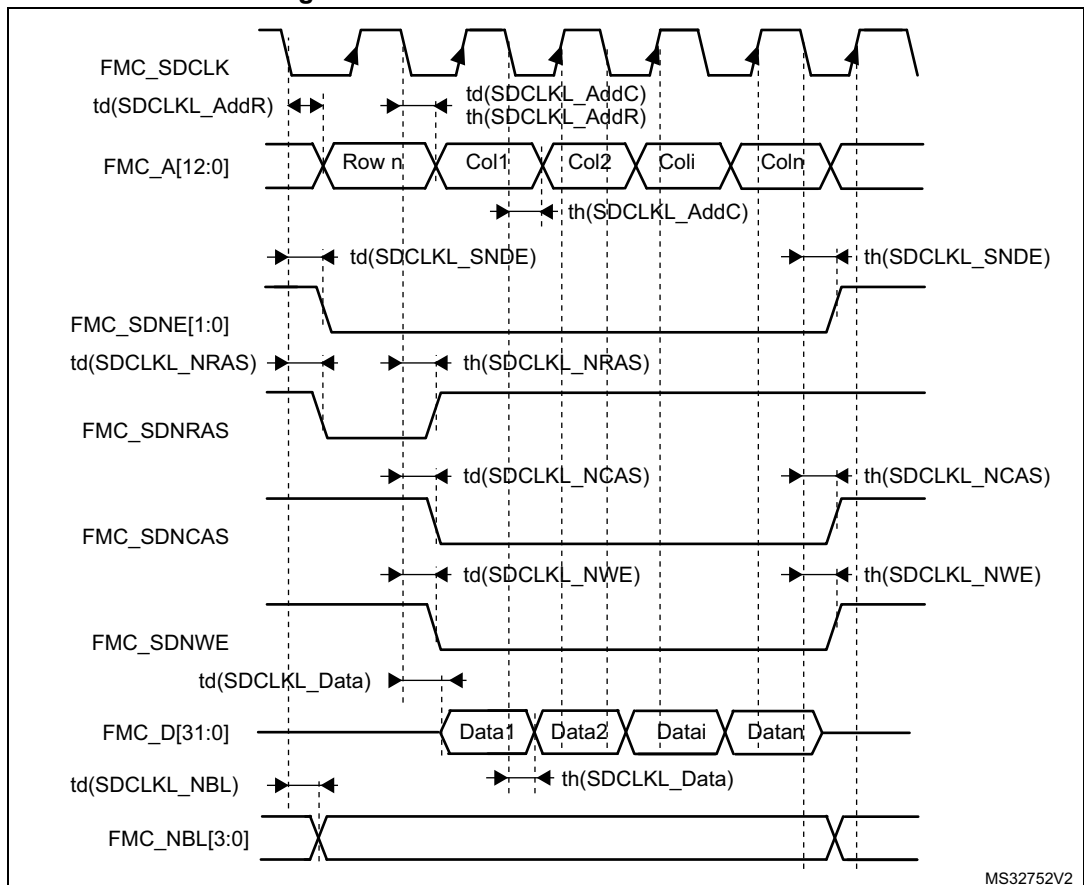 FMC_SDCLK
td(SDCLKL_AddR)
td(SDCLKL_AddC)
th(SDCLKL_AddR)
FMC_A[12:0]
Row n
Col1
Col2
Coli
Coln
th(SDCLKL_AddC)
td(SDCLKL_SNDE)
th(SDCLKL_SNDE)
FMC_SDNE[1:0]
td(SDCLKL_NRAS)
th(SDCLKL_NRAS)
FMC_SDNRAS
td(SDCLKL_NCAS)
th(SDCLKL_NCAS)
FMC_SDNCAS
td(SDCLKL_NWE)
th(SDCLKL_NWE)
FMC_SDNWE
td(SDCLKL_Data)
FMC_D[31:0]
Data1
Data2
Datai
Datan
th(SDCLKL_Data)
td(SDCLKL_NBL)
FMC_NBL[3:0]
MS32752V2